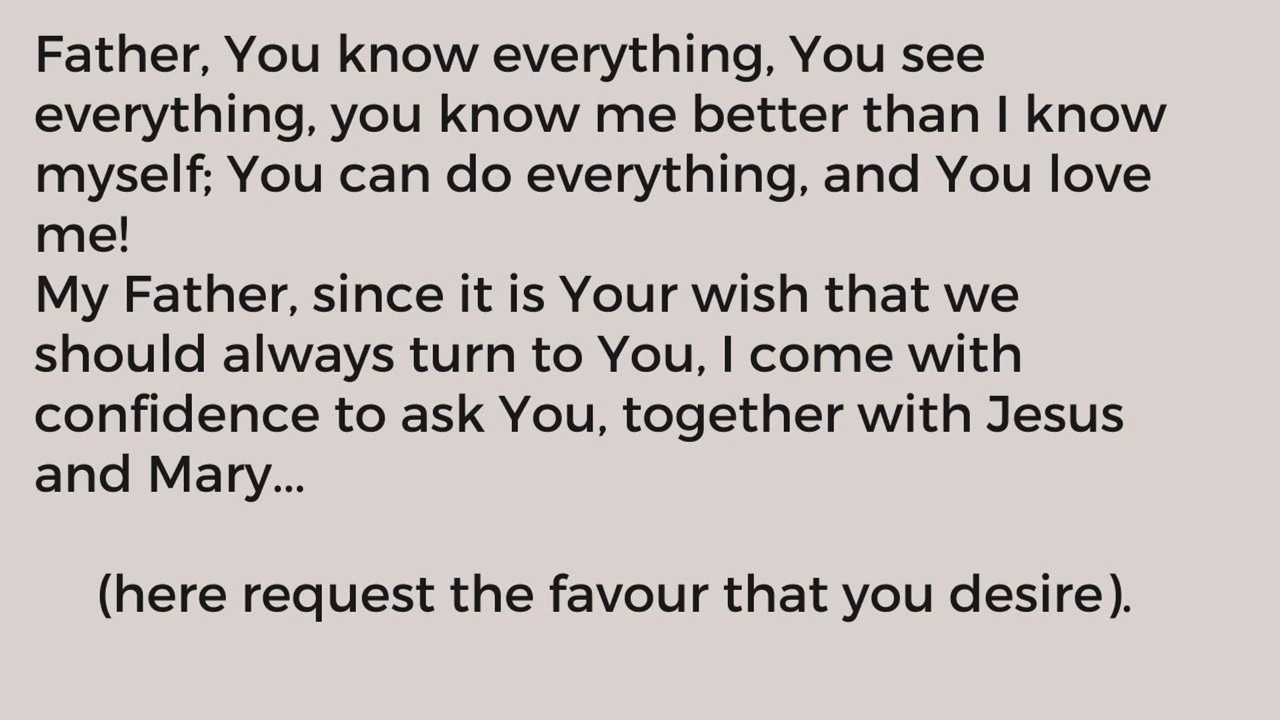 Father, You know everything, You see
everything, you know me better than I know
myself; You can do everything, and You love
me!
My Father, since it is Your wish that we
should always turn to You, I come with
confidence to ask You, together with Jesus
and Mary...
(here request the favour that you desire).